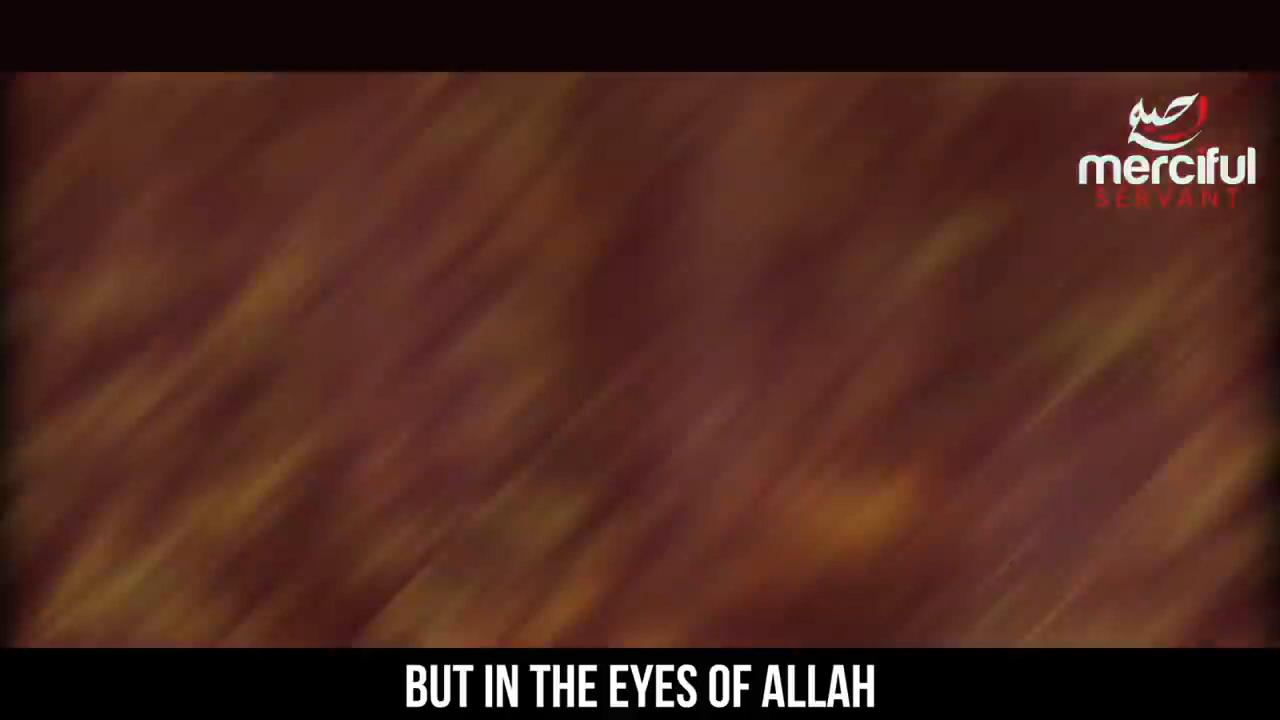 merciful
SERVANT
BUT IN THE EYES OF ALLAH